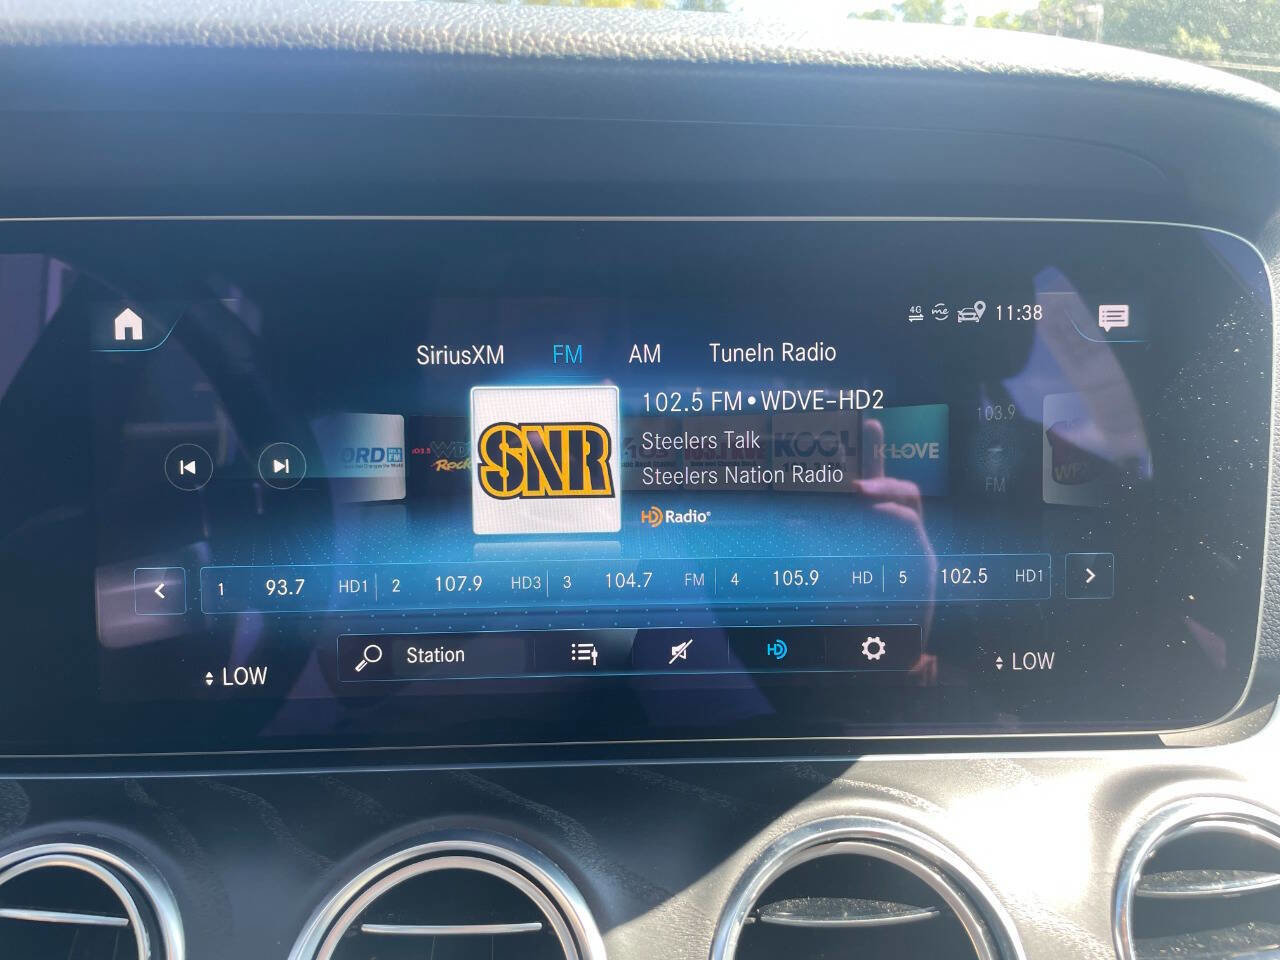 4G me 11:38
SiriusXM FM AM TuneIn Radio
102.5 FM•WDVE-HD2
103.9
Steelers Talk
SNR
K-LOVE
Steelers Nation Radio
FM
HD Radio
1 93.7 HD1 2 107.9 HD3 3 104.7 FM 4 105.9 HD 5 102.5 HD1
Station HD
LOW LOW